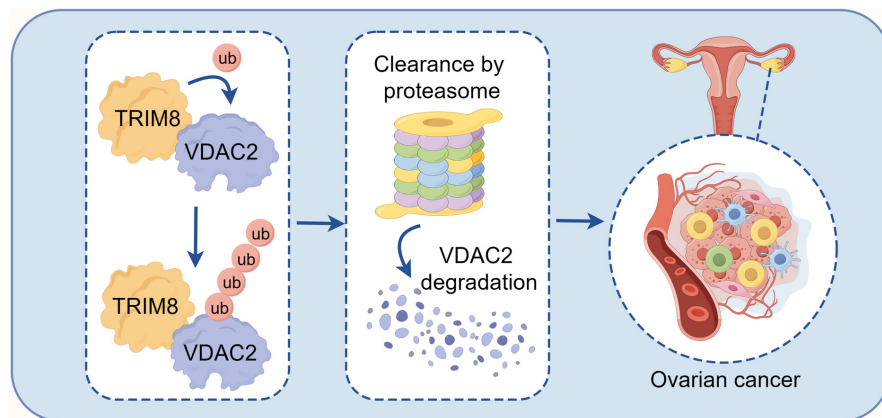 ub
TRIM8
VDAC2
ub
ub
ub
ub
TRIM8
VDAC2
Clearance by
proteasome
VDAC2
degradation
Ovarian cancer